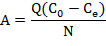 A = Q(C₀ − Cₑ) / N